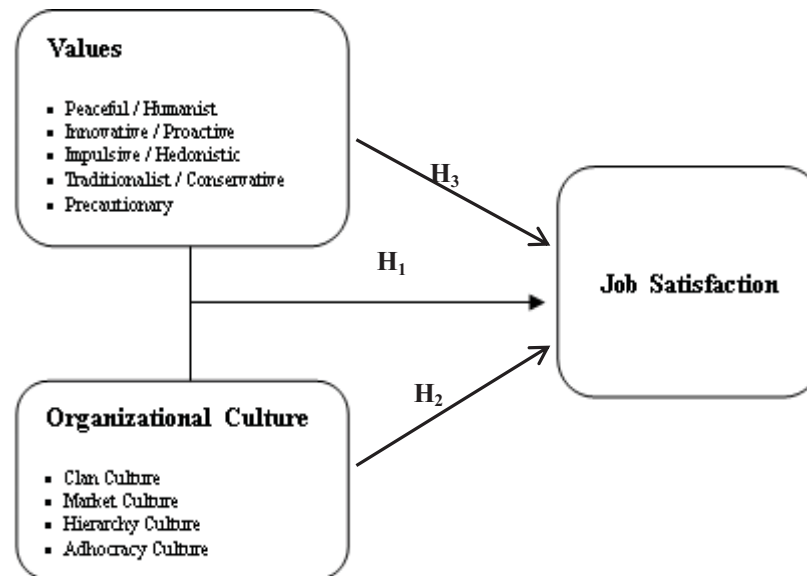 Values
▪ Peaceful / Humanist
▪ Innovative / Proactive
▪ Impulsive / Hedonistic
▪ Traditionalist / Conservative
▪ Precautionary
H₃
H₁
Job Satisfaction
H₂
Organizational Culture
▪ Clan Culture
▪ Market Culture
▪ Hierarchy Culture
▪ Adhocracy Culture